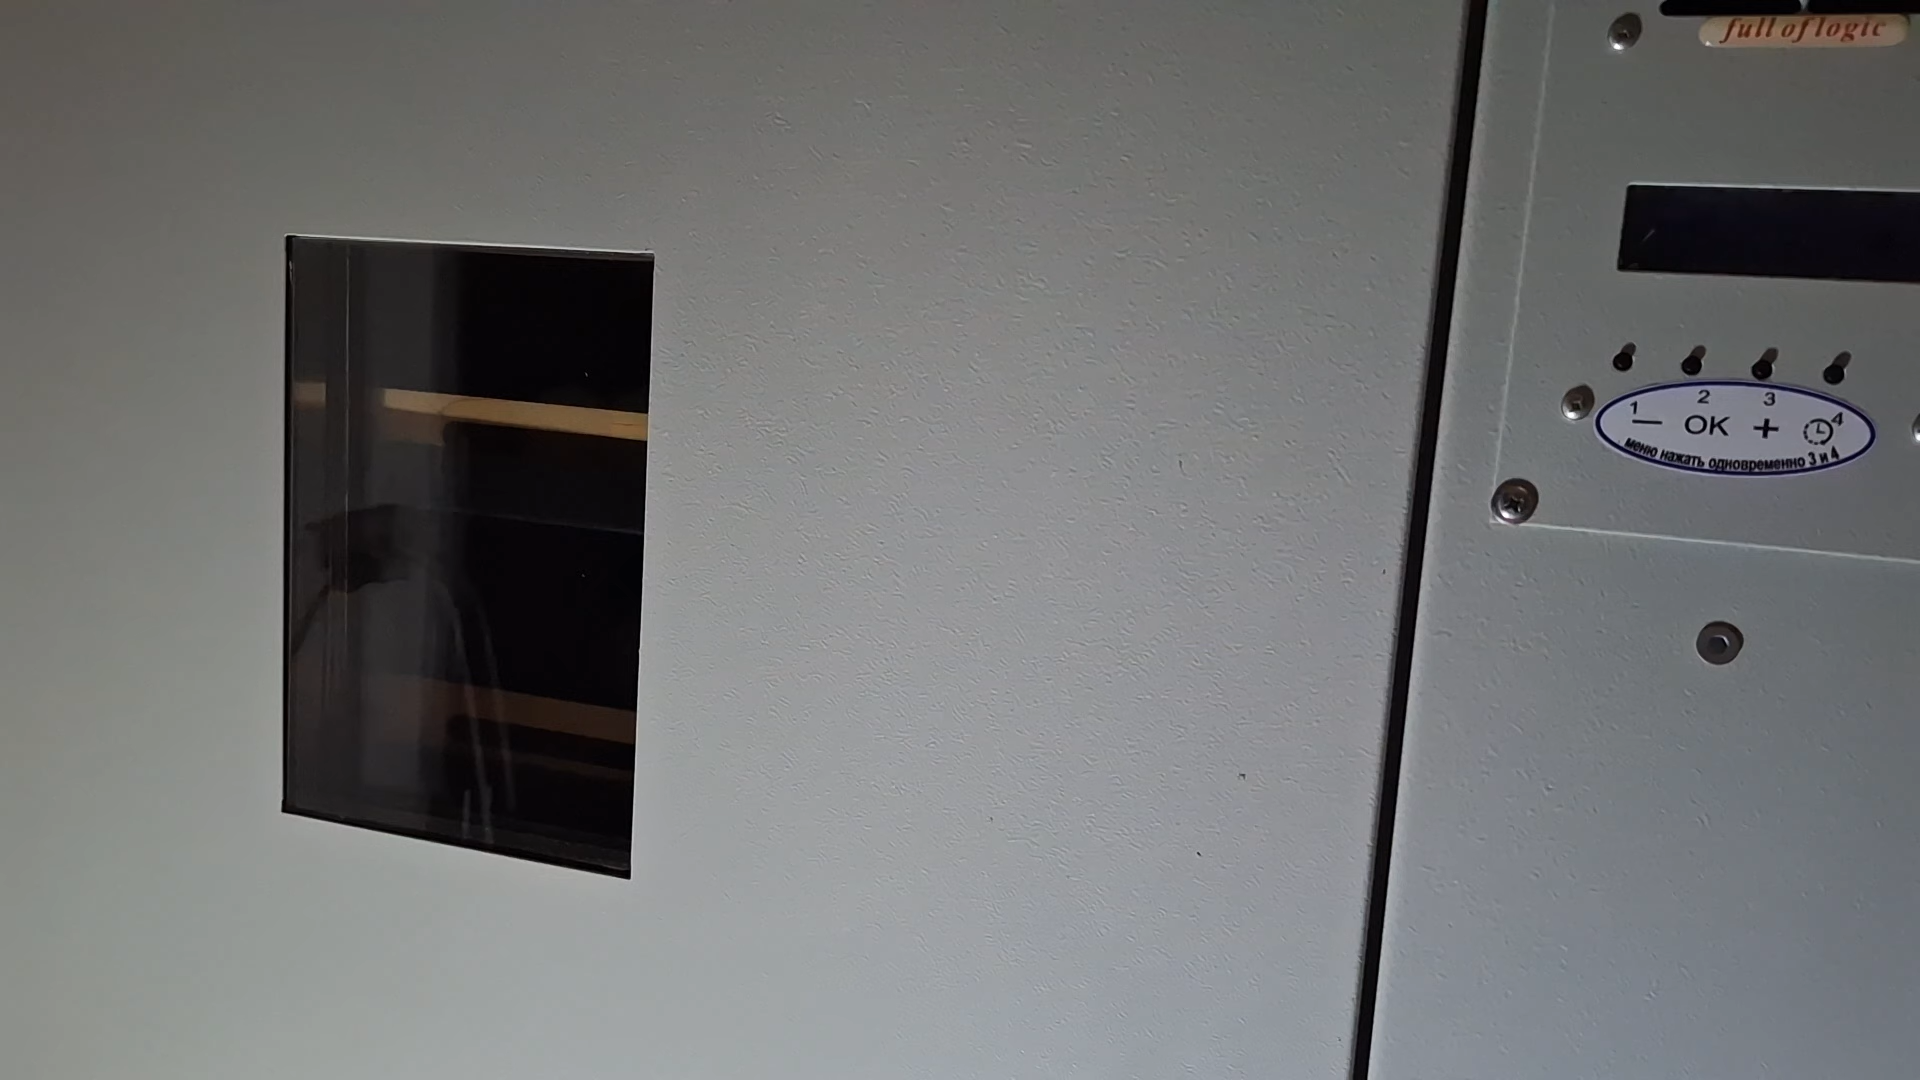 full of logic
1 2 3 4
— OK +
меню нажать одновременно 3 и 4